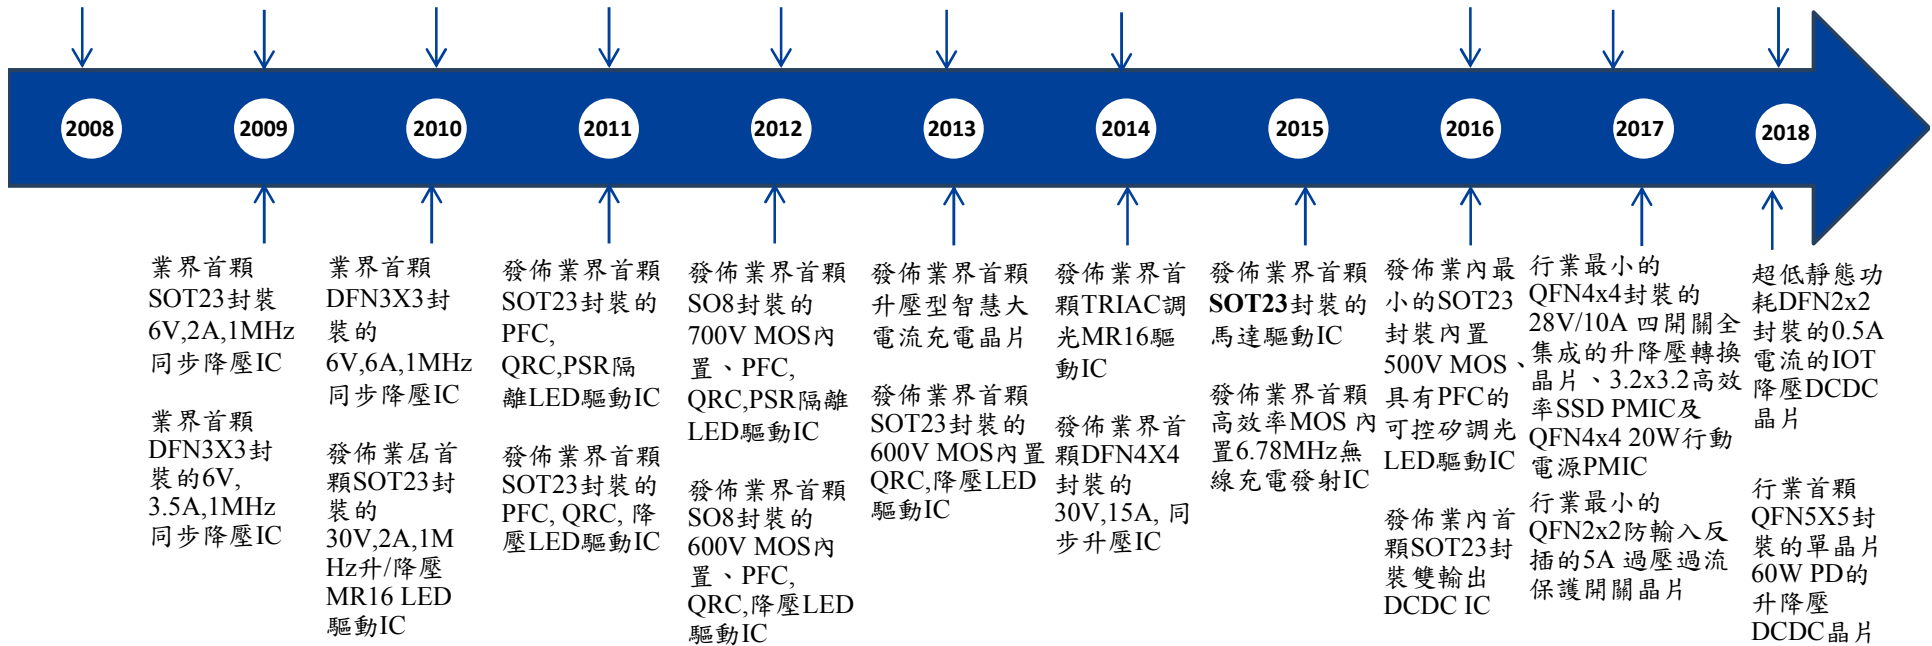 2008
2009
2010
2011
2012
2013
2014
2015
2016
2017
2018
業界首顆
SOT23封裝
6V,2A,1MHz
同步降壓IC
業界首顆
DFN3X3封
裝的6V,
3.5A,1MHz
同步降壓IC
業界首顆
DFN3X3封
裝的
6V,6A,1MHz
同步降壓IC
發佈業屆首
顆SOT23封
裝的
30V,2A,1M
Hz升/降壓
MR16 LED
驅動IC
發佈業界首顆
SOT23封裝的
PFC,
QRC,PSR隔
離LED驅動IC
發佈業界首顆
SOT23封裝的
PFC, QRC, 降
壓LED驅動IC
發佈業界首顆
SO8封裝的
700V MOS內
置、PFC,
QRC,PSR隔離
LED驅動IC
發佈業界首顆
SO8封裝的
600V MOS內
置、PFC,
QRC,降壓LED
驅動IC
發佈業界首顆
升壓型智慧大
電流充電晶片
發佈業界首顆
SOT23封裝的
600V MOS內置
QRC,降壓LED
驅動IC
發佈業界首
顆TRIAC調
光MR16驅
動IC
發佈業界首
顆DFN4X4
封裝的
30V,15A, 同
步升壓IC
發佈業界首顆
SOT23封裝的
馬達驅動IC
發佈業界首顆
高效率MOS 內
置6.78MHz無
線充電發射IC
發佈業內最
小的SOT23
封裝內置
500V MOS、
具有PFC的
可控矽調光
LED驅動IC
發佈業內首
顆SOT23封
裝雙輸出
DCDC IC
行業最小的
QFN4x4封裝的
28V/10A 四開關全
集成的升降壓轉換
晶片、3.2x3.2高效
率SSD PMIC及
QFN4x4 20W行動
電源PMIC
行業最小的
QFN2x2防輸入反
插的5A 過壓過流
保護開關晶片
超低靜態功
耗DFN2x2
封裝的0.5A
電流的IOT
降壓DCDC
晶片
行業首顆
QFN5X5封
裝的單晶片
60W PD的
升降壓
DCDC晶片